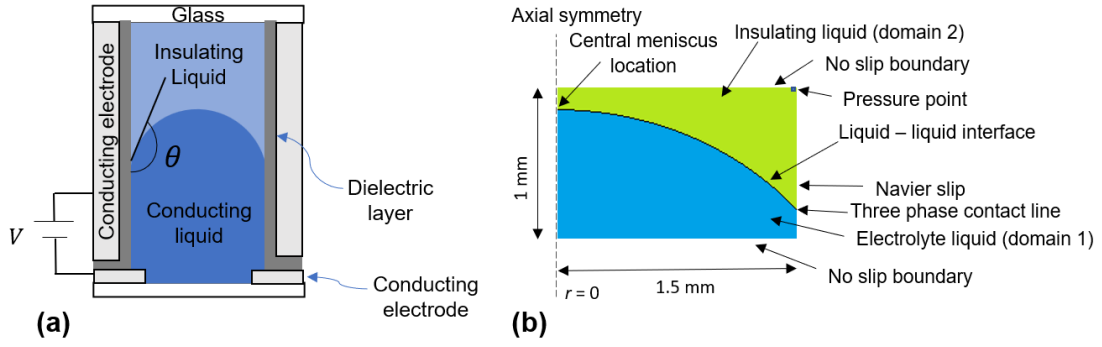 Glass
Insulating
Liquid
Conducting electrode
θ
Conducting
liquid
V
Dielectric
layer
Conducting
electrode
(a)
Axial symmetry
Central meniscus
location
Insulating liquid (domain 2)
No slip boundary
Pressure point
Liquid – liquid interface
Navier slip
Three phase contact line
Electrolyte liquid (domain 1)
No slip boundary
1 mm
1.5 mm
r = 0
(b)